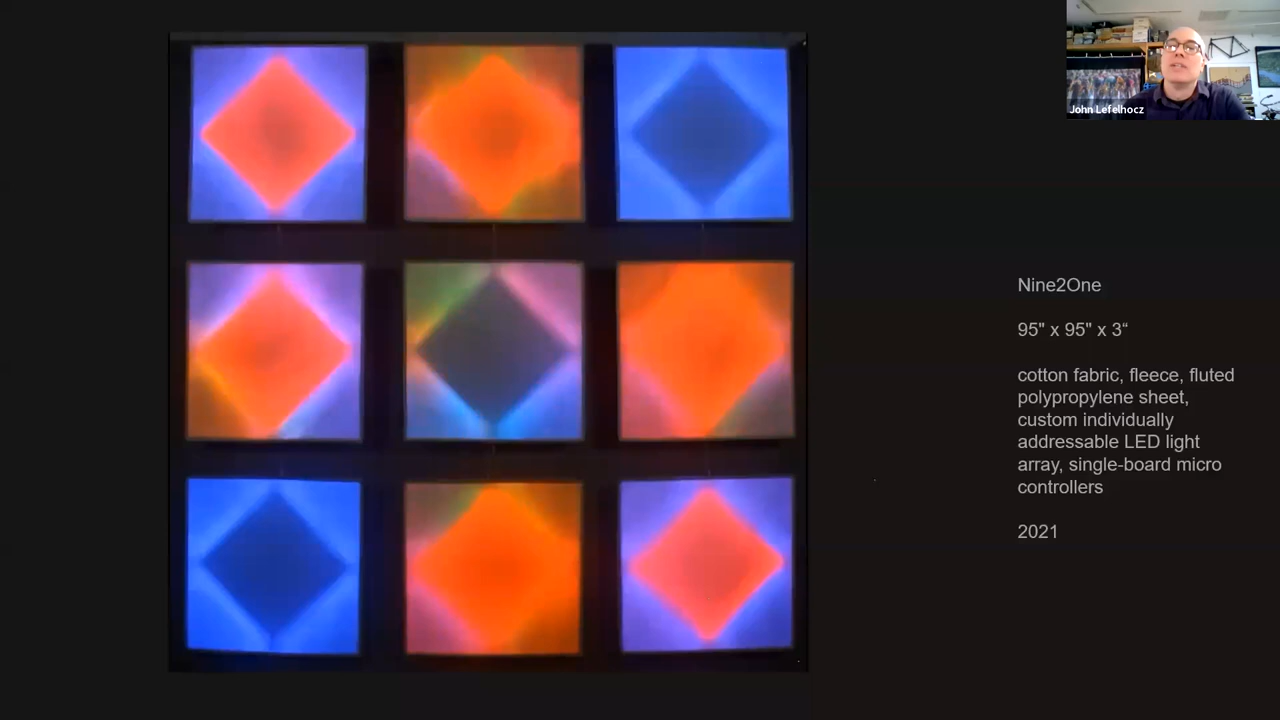 John Lefelhocz
Nine2One
95" x 95" x 3“
cotton fabric, fleece, fluted
polypropylene sheet,
custom individually
addressable LED light
array, single-board micro
controllers
2021